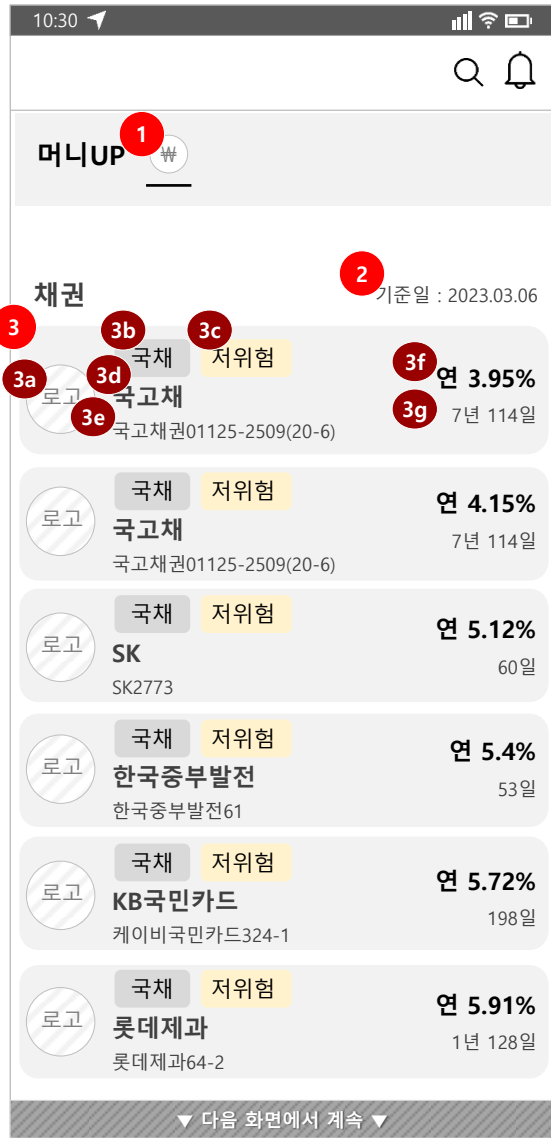 10:30
머니UP
1
₩
채권
2
기준일 : 2023.03.06
3
3b
3c
국채
저위험
3a
로고
3d
국고채
3e
국고채권01125-2509(20-6)
3f
연 3.95%
3g
7년 114일
로고
국채
저위험
국고채
국고채권01125-2509(20-6)
연 4.15%
7년 114일
로고
국채
저위험
SK
SK2773
연 5.12%
60일
로고
국채
저위험
한국중부발전
한국중부발전61
연 5.4%
53일
로고
국채
저위험
KB국민카드
케이비국민카드324-1
연 5.72%
198일
로고
국채
저위험
롯데제과
롯데제과64-2
연 5.91%
1년 128일
▼ 다음 화면에서 계속 ▼